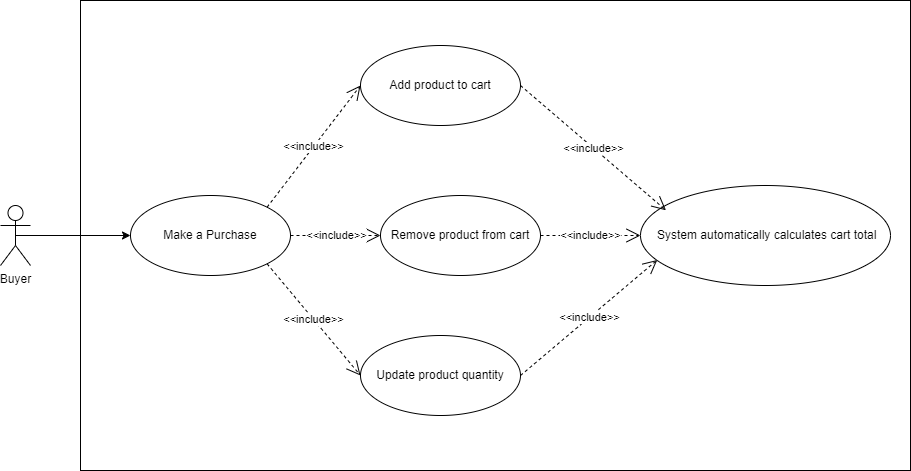 Add product to cart
<<include>>
<<include>>
Buyer
Make a Purchase
<<include>>
Remove product from cart
<<include>>
System automatically calculates cart total
<<include>>
<<include>>
Update product quantity